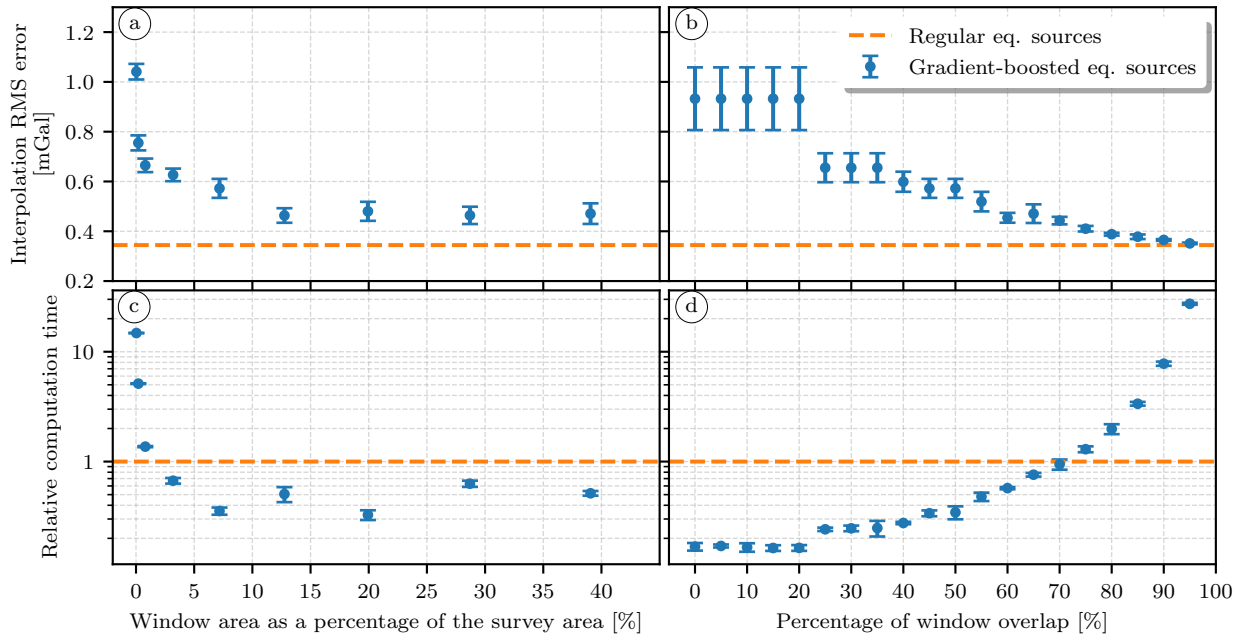 a
b
Regular eq. sources
Gradient-boosted eq. sources
Interpolation RMS error
[mGal]
1.2
1.0
0.8
0.6
0.4
0.2
c
d
Relative computation time
10
1
0 5 10 15 20 25 30 35 40
0 10 20 30 40 50 60 70 80 90 100
Window area as a percentage of the survey area [%]
Percentage of window overlap [%]